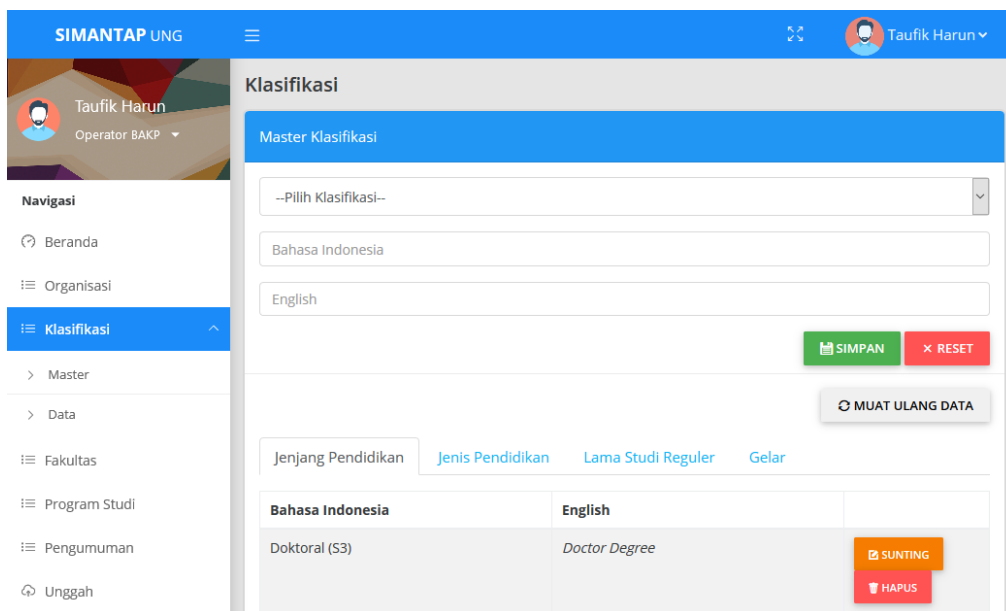 SIMANTAP UNG
Taufik Harun
Taufik Harun
Operator BAKP
Navigasi
Beranda
Organisasi
Klasifikasi
Master
Data
Fakultas
Program Studi
Pengumuman
Unggah
Klasifikasi
Master Klasifikasi
--Pilih Klasifikasi--
Bahasa Indonesia
English
SIMPAN
× RESET
MUAT ULANG DATA
Jenjang Pendidikan Jenis Pendidikan Lama Studi Reguler Gelar
Bahasa Indonesia English
Doktoral (S3) Doctor Degree
SUNTING
HAPUS